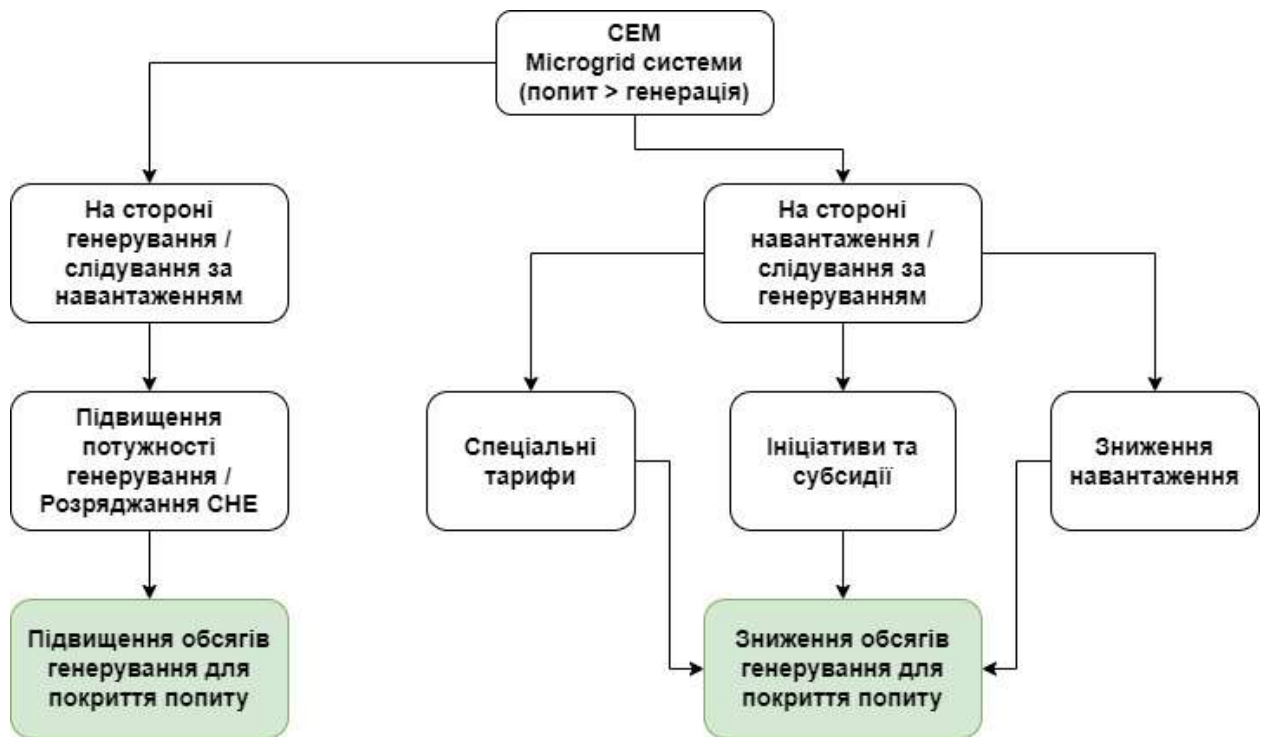 СЕМ
Microgrid системи
(попит > генерація)
На стороні
генерування /
слідування за
навантаженням
На стороні
навантаження /
слідування за
генеруванням
Підвищення
потужності
генерування /
Розряджання СНЕ
Спеціальні
тарифи
Ініціативи та
субсидії
Зниження
навантаження
Підвищення обсягів
генерування для
покриття попиту
Зниження обсягів
генерування для
покриття попиту